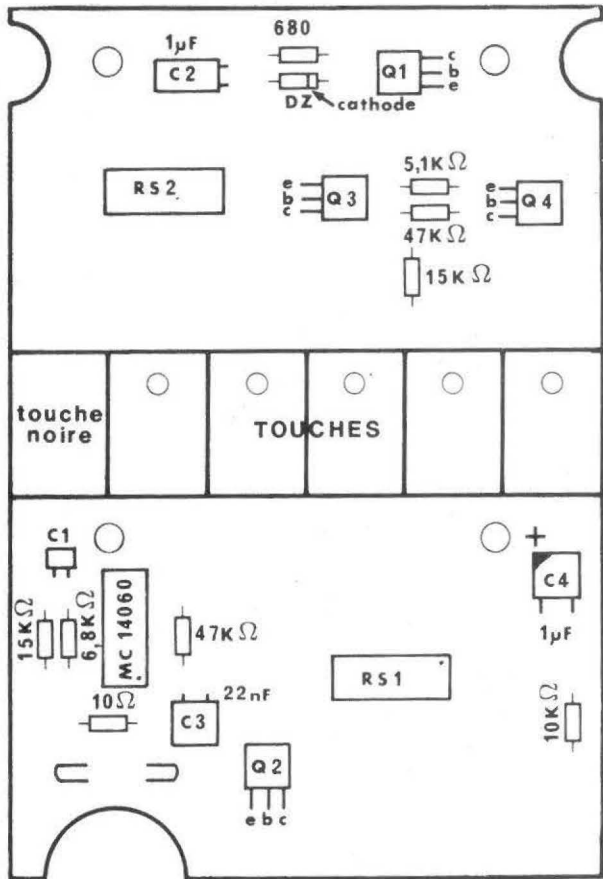 680
1µF
C2
Q1
c
b
e
DZ
cathode
RS2
e
b
c
Q3
5,1KΩ
47KΩ
15KΩ
e
b
c
Q4
touche
noire
TOUCHES
C1
+
C4
1µF
15KΩ
6,8KΩ
MC 14060
47KΩ
RS1
10Ω
22nF
C3
10KΩ
Q2
e b c